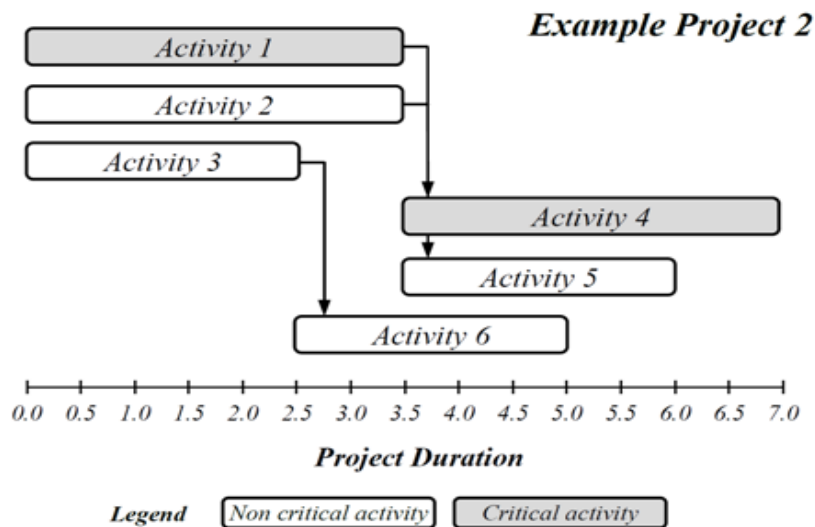 Example Project 2
Activity 1
Activity 2
Activity 3
Activity 4
Activity 5
Activity 6
0.0 0.5 1.0 1.5 2.0 2.5 3.0 3.5 4.0 4.5 5.0 5.5 6.0 6.5 7.0
Project Duration
Legend Non critical activity Critical activity